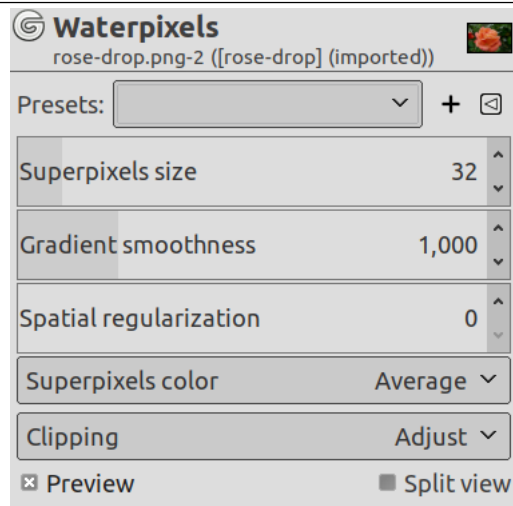 Waterpixels
rose-drop.png-2 ([rose-drop] (imported))
Presets:
Superpixels size 32
Gradient smoothness 1,000
Spatial regularization 0
Superpixels color Average
Clipping Adjust
Preview Split view